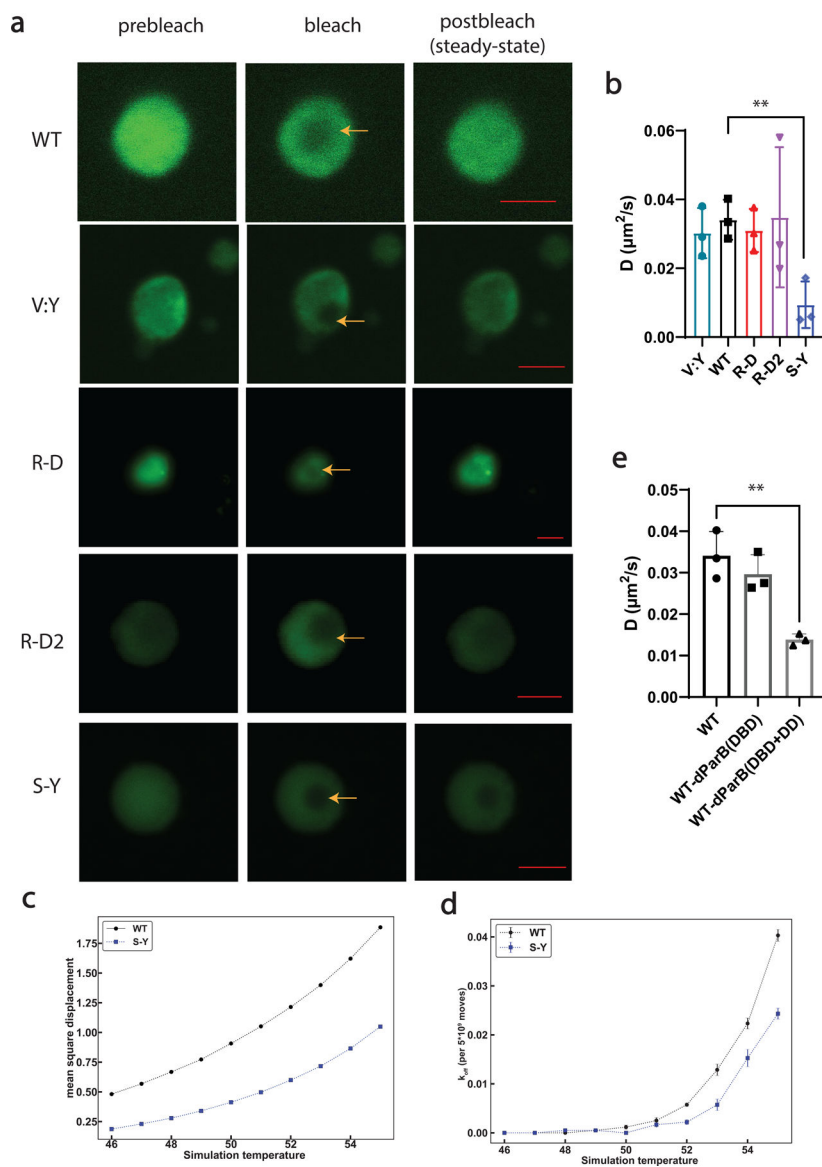 a
prebleach
bleach
postbleach
(steady-state)
WT
V:Y
R-D
R-D2
S-Y
b
**
0.06
0.04
0.02
0.00
D (μm²/s)
V:Y
WT
R-D
R-D2
S-Y
e
**
0.05
0.04
0.03
0.02
0.01
0.00
D (μm²/s)
WT
WT-dParB(DBD)
WT-dParB(DBD+DD)
c
WT
S-Y
1.75
1.50
1.25
1.00
0.75
0.50
0.25
mean square displacement
46 48 50 52 54
Simulation temperature
d
WT
S-Y
0.04
0.03
0.02
0.01
0.00
k_off (per 5*10⁹ moves)
46 48 50 52 54
Simulation temperature